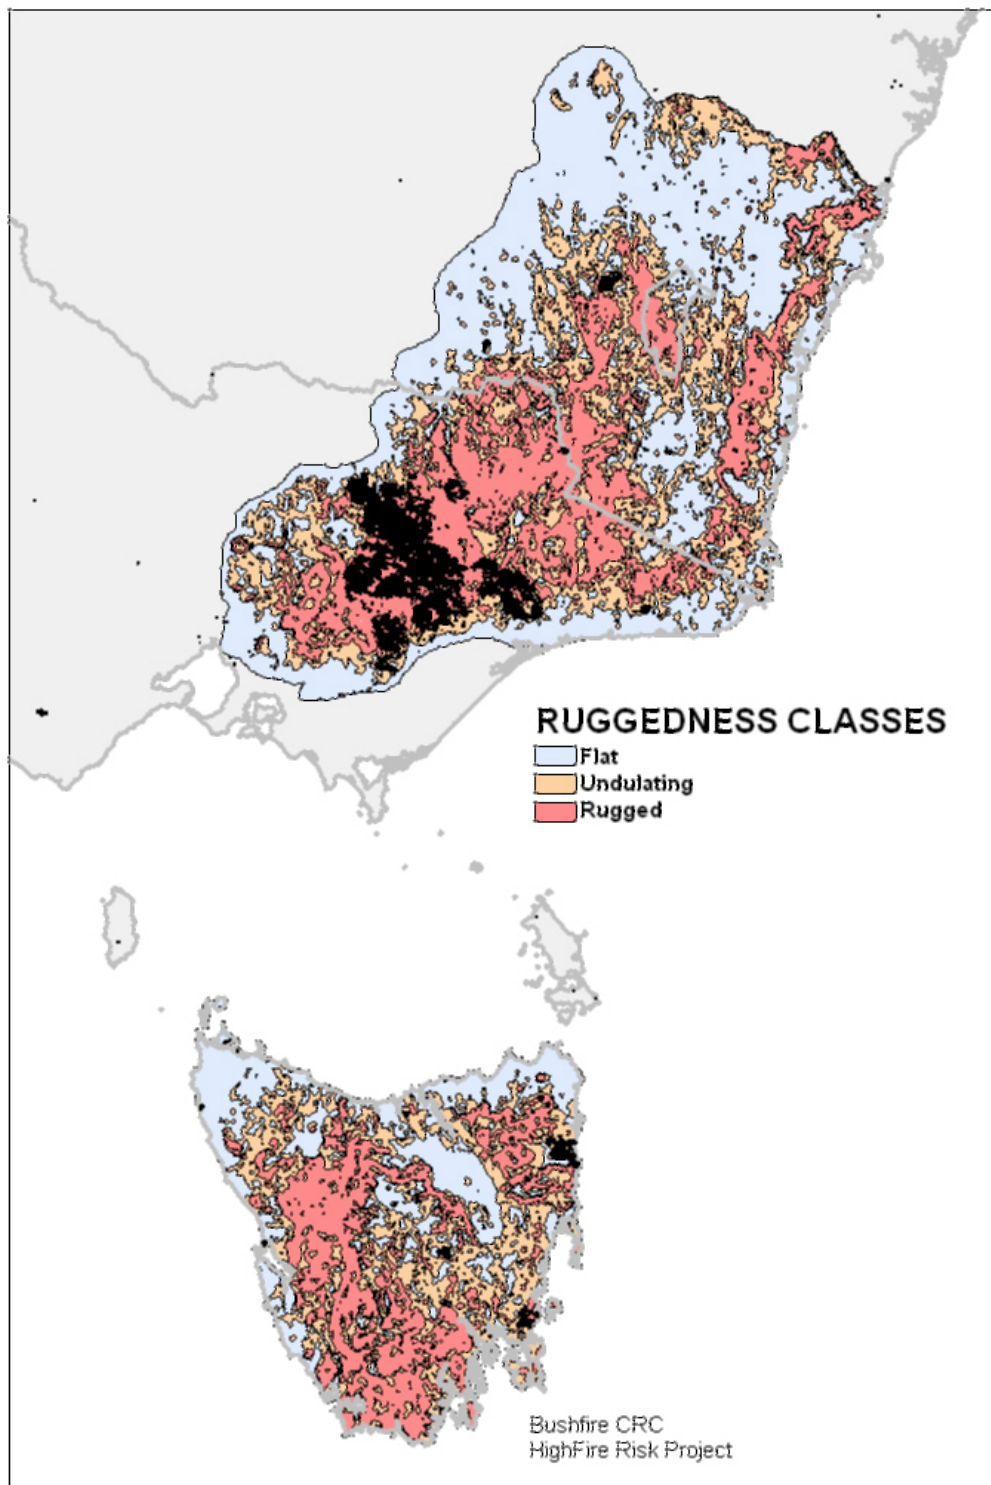 RUGGEDNESS CLASSES
Flat
Undulating
Rugged
Bushfire CRC
HighFire Risk Project